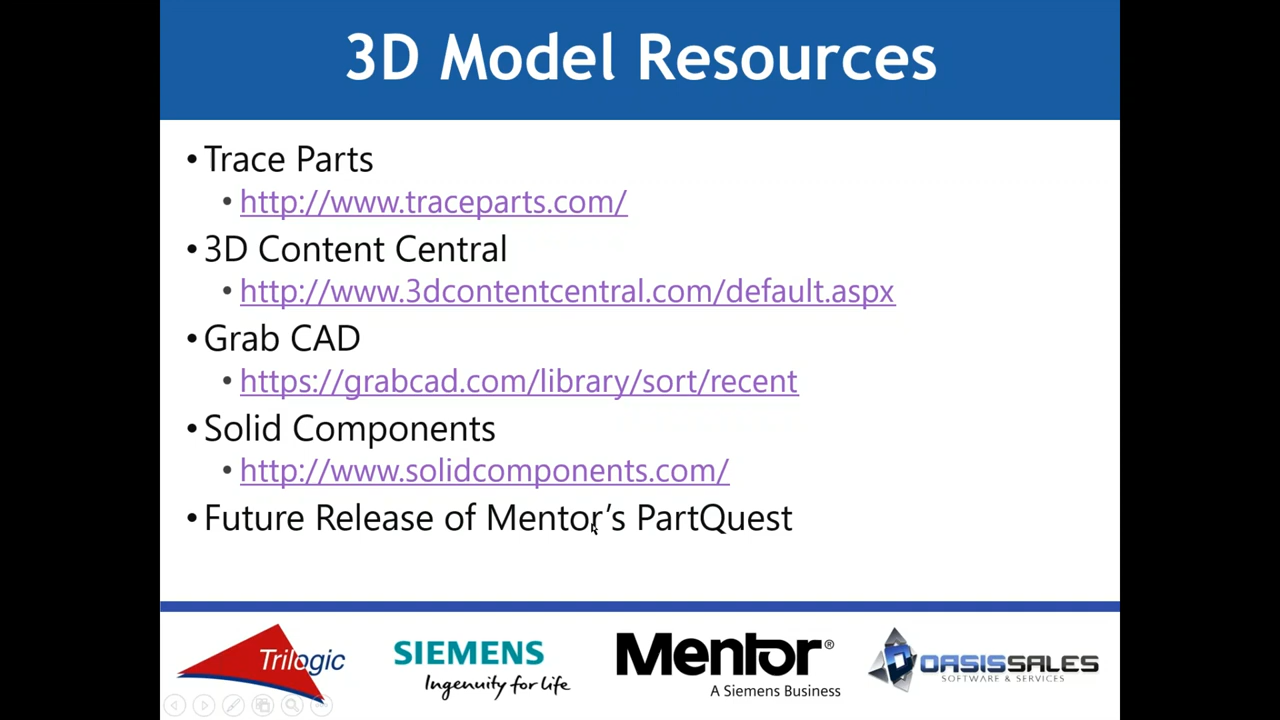 3D Model Resources
• Trace Parts
• http://www.traceparts.com/
• 3D Content Central
• http://www.3dcontentcentral.com/default.aspx
• Grab CAD
• https://grabcad.com/library/sort/recent
• Solid Components
• http://www.solidcomponents.com/
• Future Release of Mentor's PartQuest
Trilogic
SIEMENS
Ingenuity for life
Mentor®
A Siemens Business
OASISSALES
SOFTWARE & SERVICES